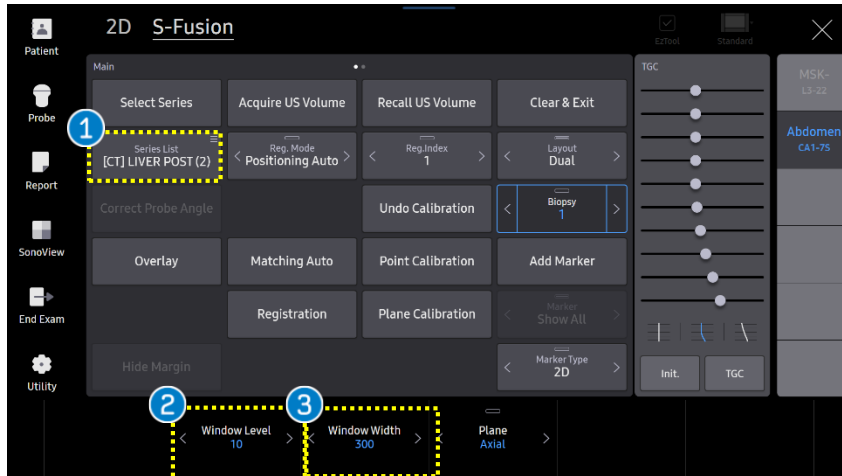 2D S-Fusion
EzTool
Standard
Patient
Probe
Report
SonoView
End Exam
Utility
Main
Select Series
Acquire US Volume
Recall US Volume
Clear & Exit
1
Series List
[CT] LIVER POST (2)
Reg. Mode
Positioning Auto
Reg.Index
1
Layout
Dual
Correct Probe Angle
Undo Calibration
Biopsy
1
Overlay
Matching Auto
Point Calibration
Add Marker
Registration
Plane Calibration
Marker
Show All
Hide Margin
Marker Type
2D
TGC
Init.
TGC
MSK-
L3-22
Abdomen
CA1-7S
2
Window Level
10
3
Window Width
300
Plane
Axial